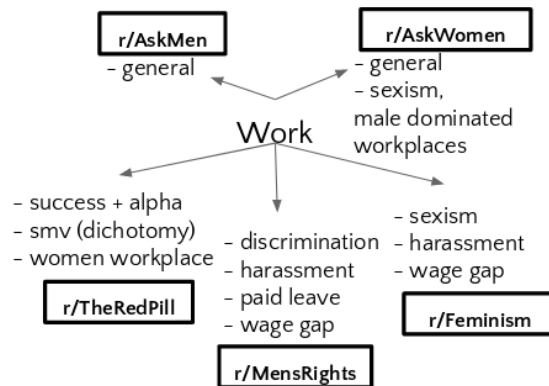 r/AskMen
- general
r/AskWomen
- general
- sexism,
male dominated
workplaces
Work
- success + alpha
- smv (dichotomy)
- women workplace
r/TheRedPill
- discrimination
- harassment
- paid leave
- wage gap
r/MensRights
- sexism
- harassment
- wage gap
r/Feminism